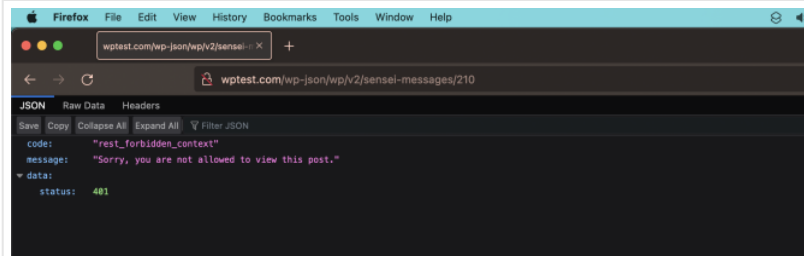 Firefox File Edit View History Bookmarks Tools Window Help
wptest.com/wp-json/wp/v2/sensei-
wptest.com/wp-json/wp/v2/sensei-messages/210
JSON Raw Data Headers
Save Copy Collapse All Expand All Filter JSON
code: "rest_forbidden_context"
message: "Sorry, you are not allowed to view this post."
data:
status: 401